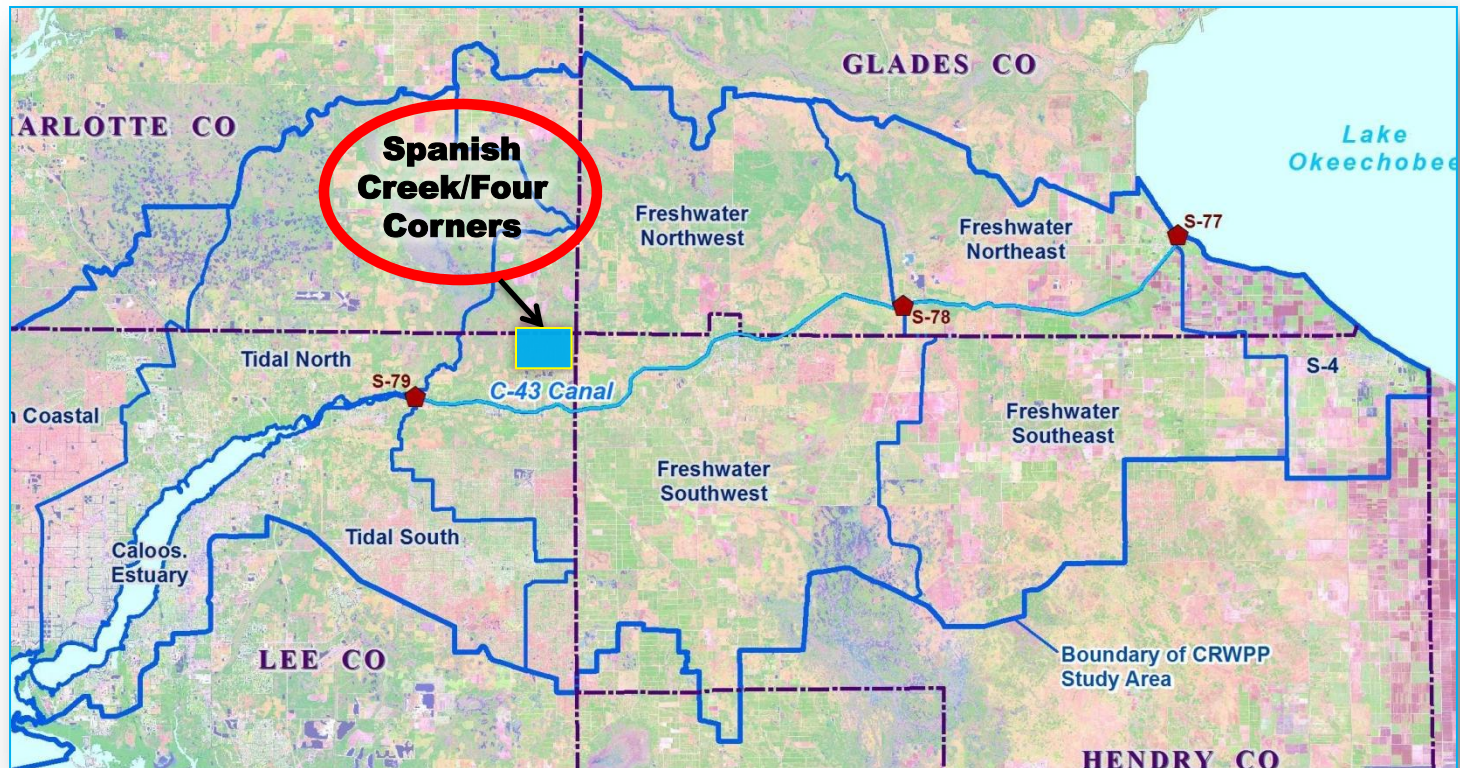 GLADES CO
ARLOTTE CO
Lake
Okeechobee
Spanish
Creek/Four
Corners
Freshwater
Northwest
Freshwater
Northeast
S-77
S-78
Tidal North
S-79
C-43 Canal
S-4
Coastal
Freshwater
Southeast
Freshwater
Southwest
Tidal South
Caloos.
Estuary
LEE CO
Boundary of CRWPP
Study Area
HENDRY CO